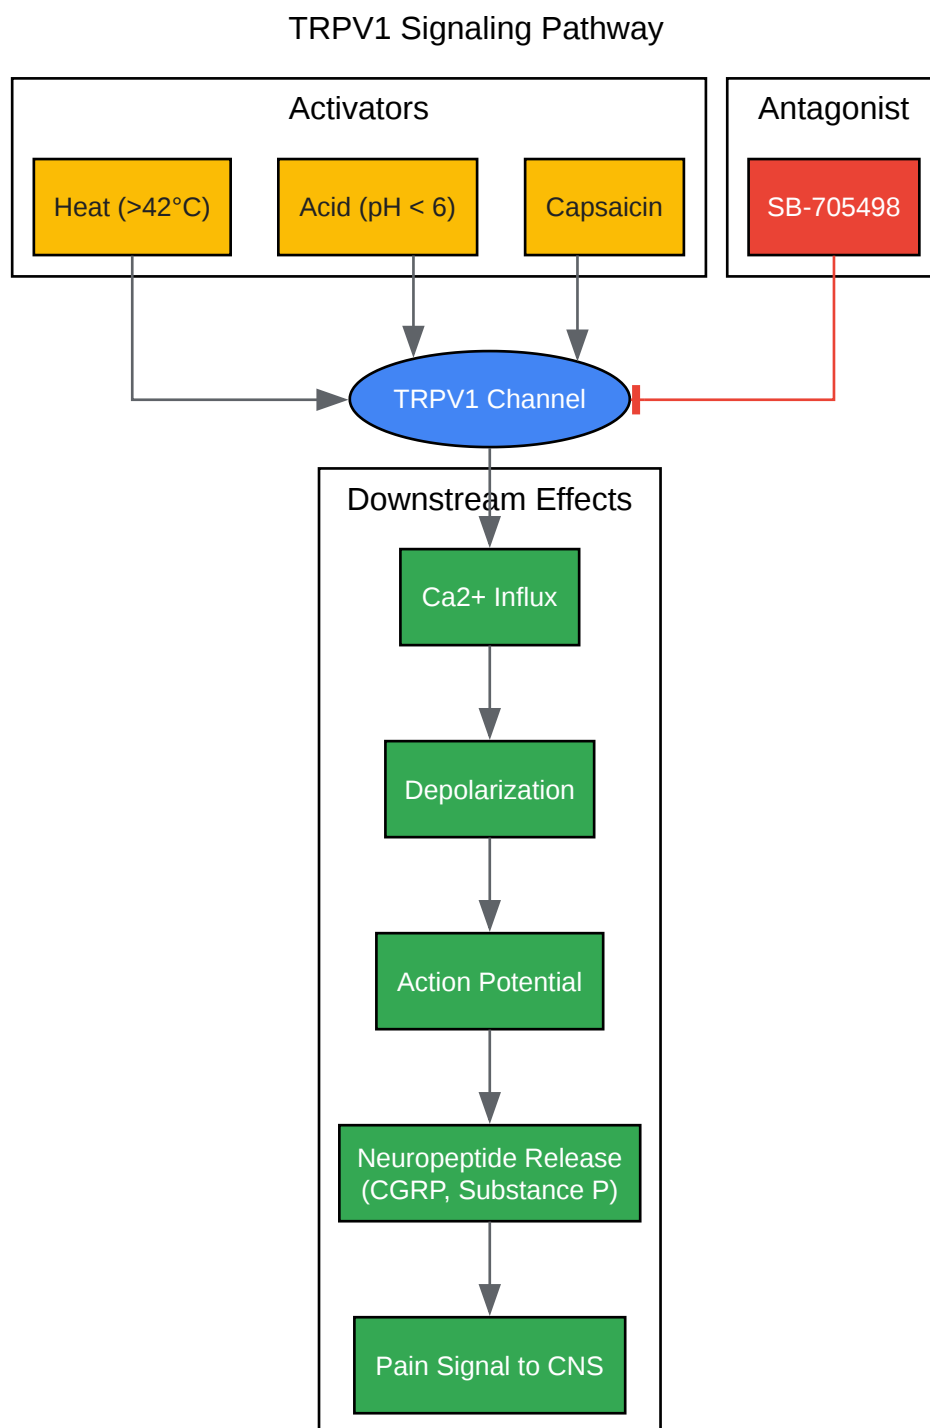 TRPV1 Signaling Pathway
Activators
Antagonist
Heat (>42°C)
Acid (pH < 6)
Capsaicin
SB-705498
TRPV1 Channel
Downstream Effects
Ca2+ Influx
Depolarization
Action Potential
Neuropeptide Release
(CGRP, Substance P)
Pain Signal to CNS